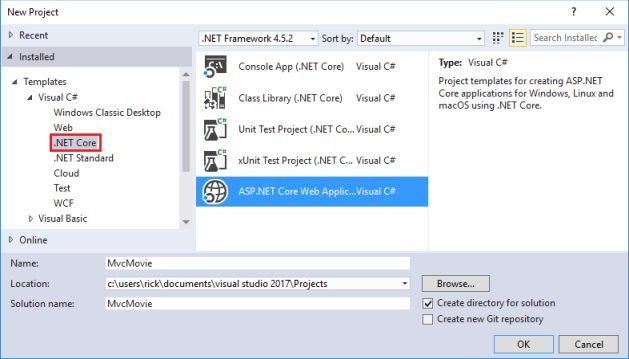 New Project
? ×
Recent
.NET Framework 4.5.2 Sort by: Default Search Installed
Installed
Templates
Visual C#
Windows Classic Desktop
Web
.NET Core
.NET Standard
Cloud
Test
WCF
Visual Basic
Online
C:\
C# Console App (.NET Core) Visual C#
C# Class Library (.NET Core) Visual C#
C# Unit Test Project (.NET Co... Visual C#
C# xUnit Test Project (.NET C... Visual C#
ASP.NET Core Web Applic...Visual C#
Type: Visual C#
Project templates for creating ASP.NET
Core applications for Windows, Linux and
macOS using .NET Core.
Name: MvcMovie
Location: c:\users\rick\documents\visual studio 2017\Projects Browse...
Solution name: MvcMovie
Create directory for solution
Create new Git repository
OK Cancel